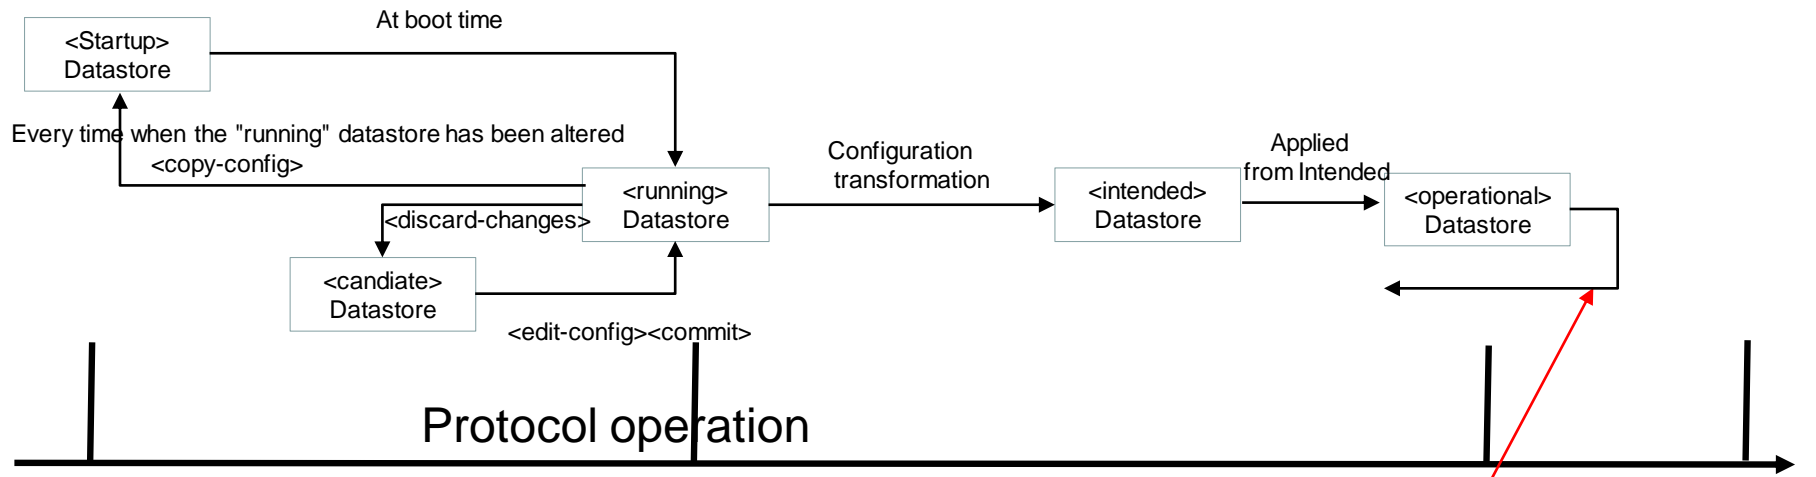 At boot time
<Startup>
Datastore
Every time when the "running" datastore has been altered
<copy-config>
Configuration
transformation
Applied
from Intended
<running>
Datastore
<intended>
Datastore
<operational>
Datastore
<discard-changes>
<candiate>
Datastore
<edit-config><commit>
Protocol operation